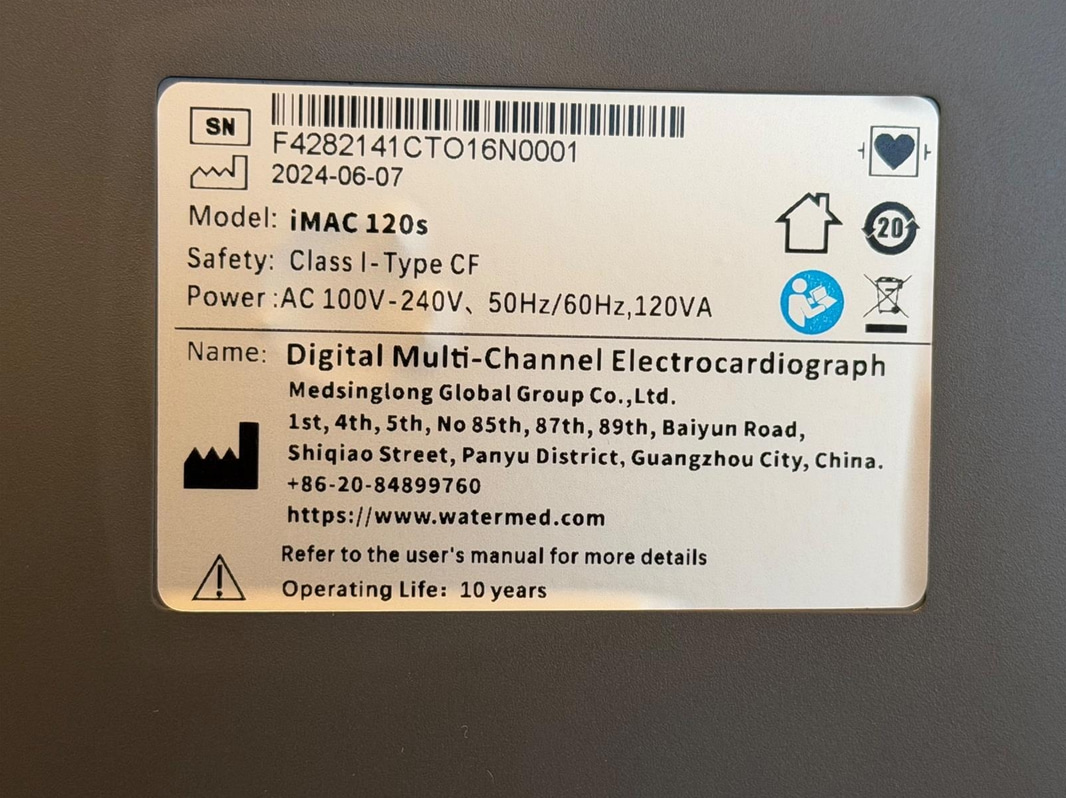 SN
F4282141CTO16N0001
2024-06-07
Model: iMAC 120s
20
Safety: Class I-Type CF
Power :AC 100V-240V、50Hz/60Hz,120VA
Name: Digital Multi-Channel Electrocardiograph
Medsinglong Global Group Co.,Ltd.
1st, 4th, 5th, No 85th, 87th, 89th, Baiyun Road,
Shiqiao Street, Panyu District, Guangzhou City, China.
+86-20-84899760
https://www.watermed.com
Refer to the user's manual for more details
Operating Life: 10 years